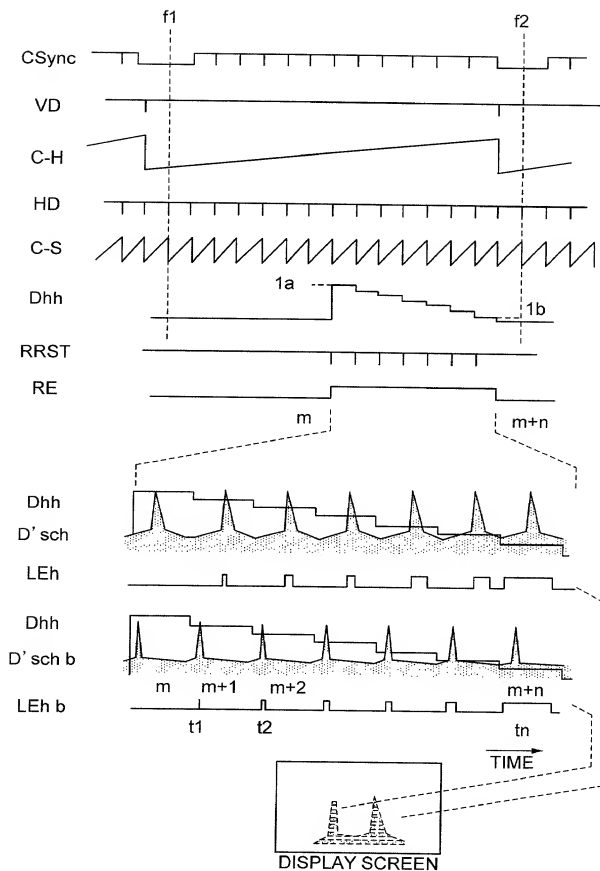 f1 f2
CSync
VD
C-H
HD
C-S
Dhh 1a 1b
RRST
RE
m m+n
Dhh
D' sch
LEh
Dhh
D' sch b
m m+1 m+2 m+n
LEh b
t1 t2 tn
TIME
DISPLAY SCREEN